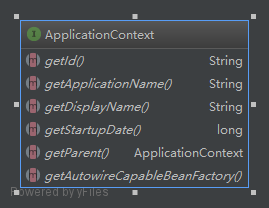 ApplicationContext
getId() String
getApplicationName() String
getDisplayName() String
getStartupDate() long
getParent() ApplicationContext
getAutowireCapableBeanFactory()
Powered by yFiles